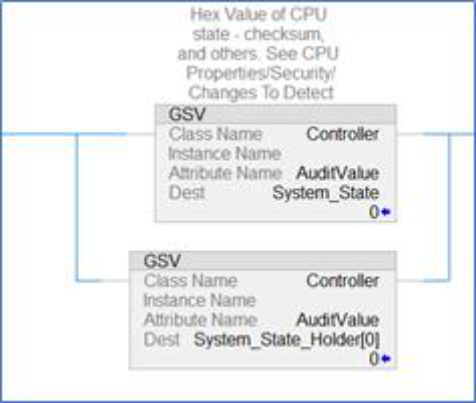 Hex Value of CPU
state - checksum,
and others. See CPU
Properties/Security/
Changes To Detect
GSV
Class Name Controller
Instance Name
Attribute Name AuditValue
Dest System_State
0
GSV
Class Name Controller
Instance Name
Attribute Name AuditValue
Dest System_State_Holder[0]
0